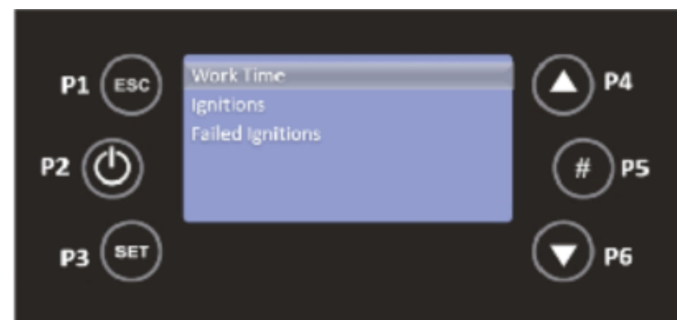 P1 ESC
Work Time
P4
Ignitions
Failed Ignitions
P2
# P5
P3 SET
P6